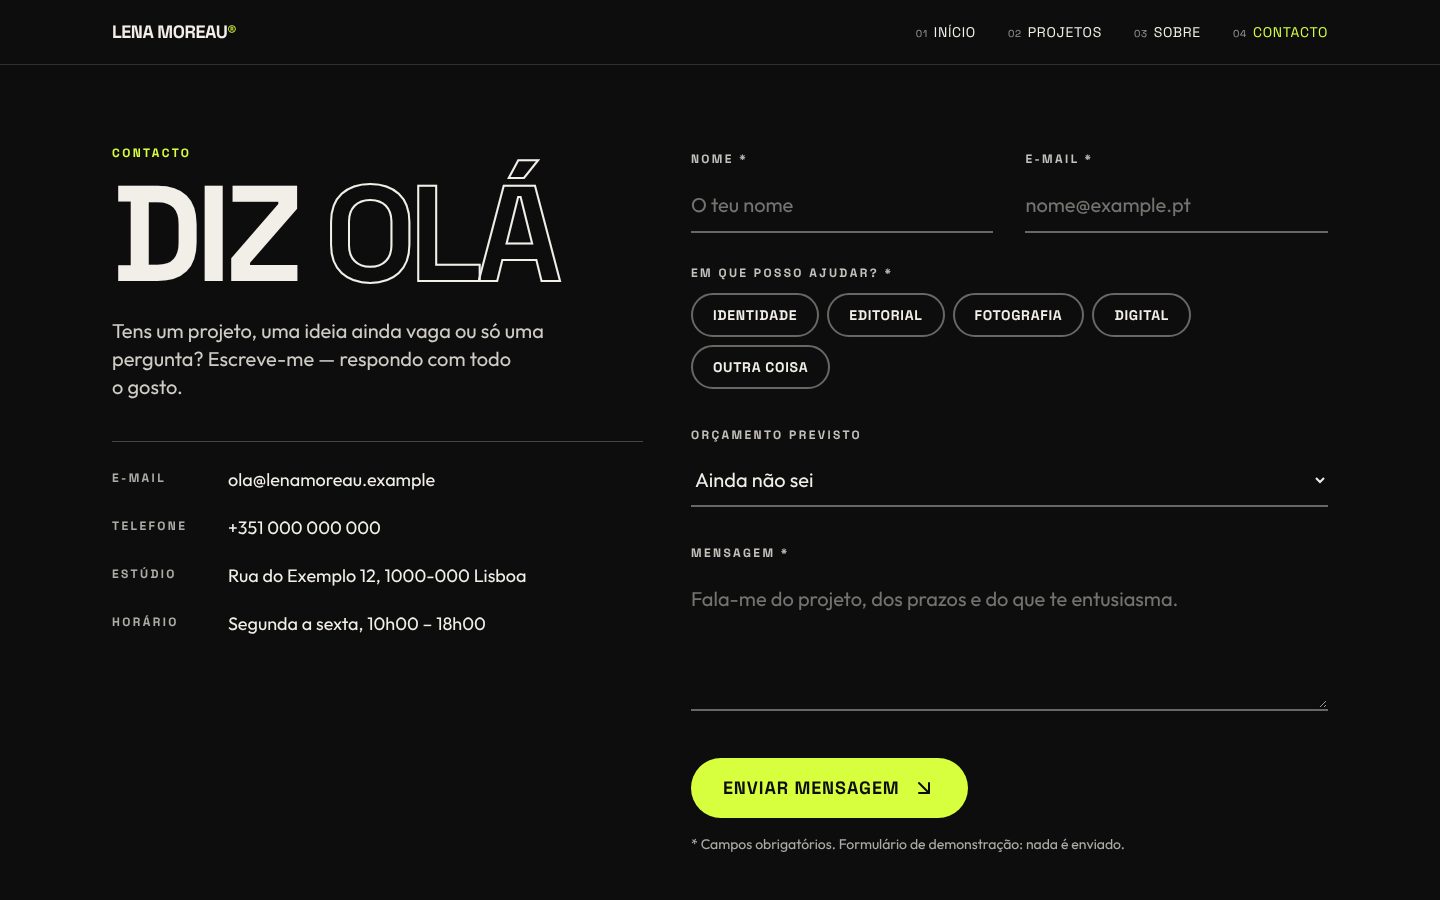 LENA MOREAU®
01 INÍCIO 02 PROJETOS 03 SOBRE 04 CONTACTO
CONTACTO
DIZ OLÁ
Tens um projeto, uma ideia ainda vaga ou só uma
pergunta? Escreve-me — respondo com todo
o gosto.
E-MAIL ola@lenamoreau.example
TELEFONE +351 000 000 000
ESTÚDIO Rua do Exemplo 12, 1000-000 Lisboa
HORÁRIO Segunda a sexta, 10h00 – 18h00
NOME * E-MAIL *
O teu nome nome@example.pt
EM QUE POSSO AJUDAR? *
IDENTIDADE EDITORIAL FOTOGRAFIA DIGITAL
OUTRA COISA
ORÇAMENTO PREVISTO
Ainda não sei
MENSAGEM *
Fala-me do projeto, dos prazos e do que te entusiasma.
ENVIAR MENSAGEM
* Campos obrigatórios. Formulário de demonstração: nada é enviado.